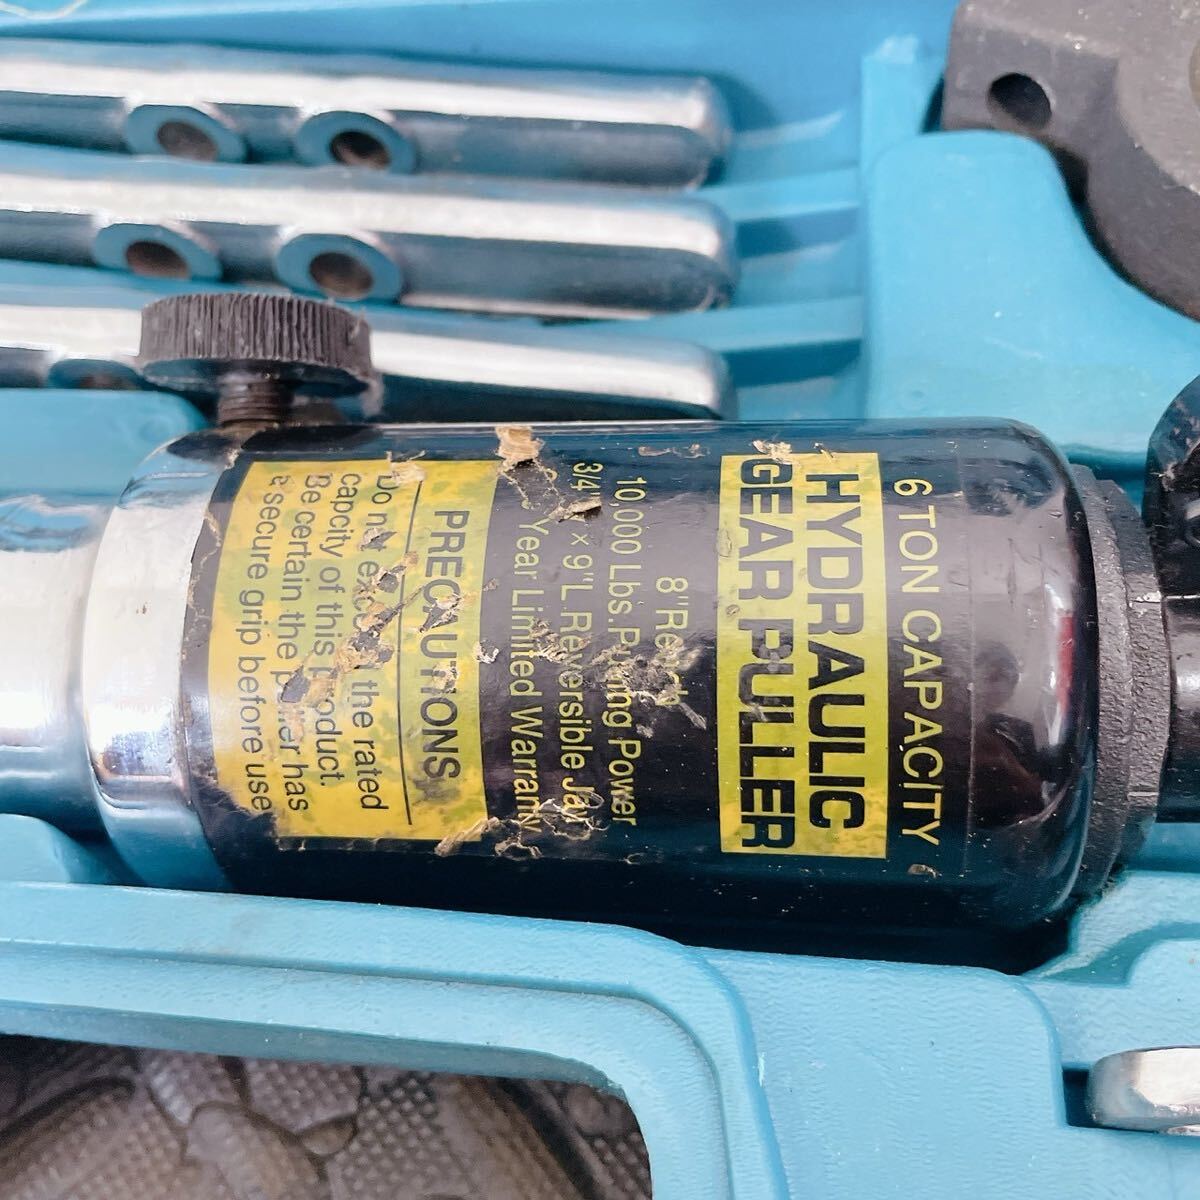 6 TON CAPACITY
HYDRAULIC
GEAR PULLER
8"Reach
10,000 Lbs. Pulling Power
3/4" × 9"L Reversible Jaw
Year Limited Warranty
PRECAUTIONS
Do not exceed the rated
capcity of this product.
Be certain the puller has
a secure grip before use